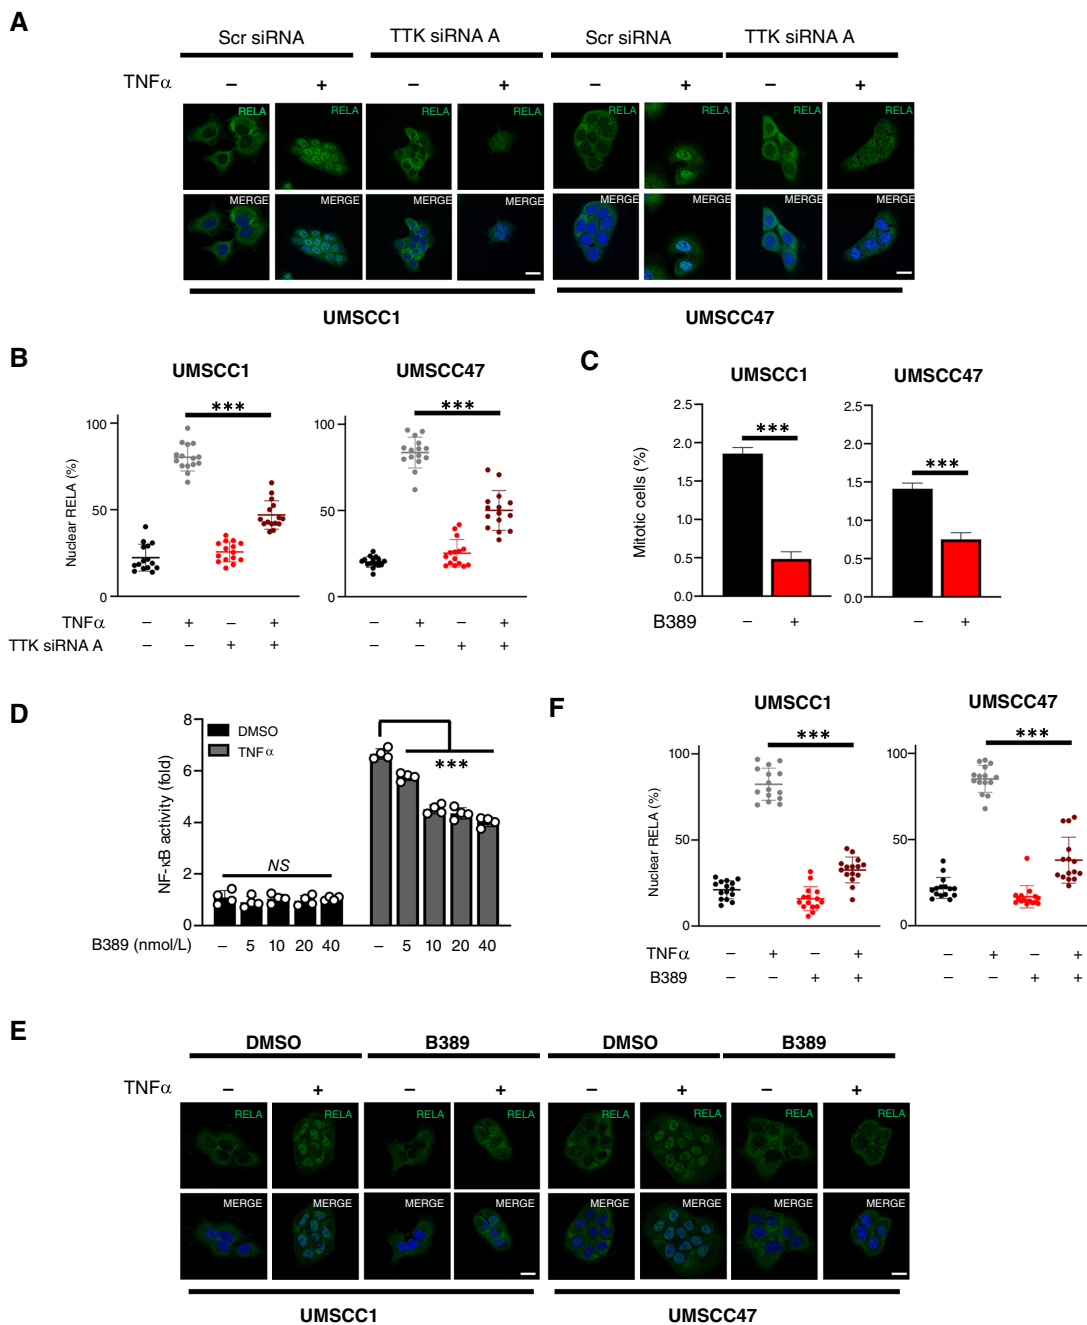 A
Scr siRNA TTK siRNA A Scr siRNA TTK siRNA A
TNFα – + – + – + – +
RELA RELA RELA RELA RELA RELA RELA RELA
MERGE MERGE MERGE MERGE MERGE MERGE MERGE MERGE
UMSCC1 UMSCC47
B
UMSCC1 UMSCC47
Nuclear RELA (%)
100
50
0
***
100
50
0
***
TNFα – + – + – + – +
TTK siRNA A – – + + – – + +
C
UMSCC1 UMSCC47
Mitotic cells (%)
2.5
2.0
1.5
1.0
0.5
0.0
***
2.5
2.0
1.5
1.0
0.5
0.0
***
B389 – + – +
D
NF-κB activity (fold)
8
6
4
2
0
DMSO
TNFα
NS
***
B389 (nmol/L) – 5 10 20 40 – 5 10 20 40
F
UMSCC1 UMSCC47
Nuclear RELA (%)
100
50
0
***
100
50
0
***
TNFα – + – + – + – +
B389 – – + + – – + +
E
DMSO B389 DMSO B389
TNFα – + – + – + – +
RELA RELA RELA RELA RELA RELA RELA RELA
MERGE MERGE MERGE MERGE MERGE MERGE MERGE MERGE
UMSCC1 UMSCC47